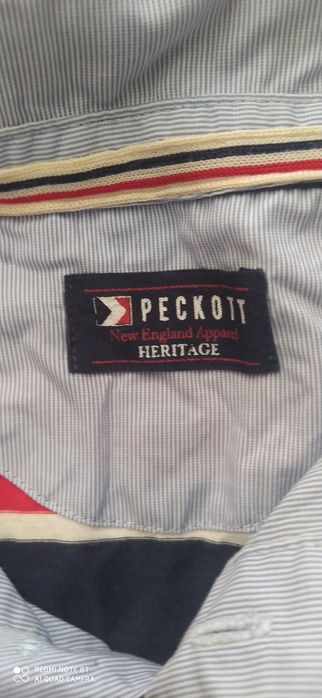 PECKOTT
New England Apparel
HERITAGE
REDMI NOTE 8T
AI QUAD CAMERA